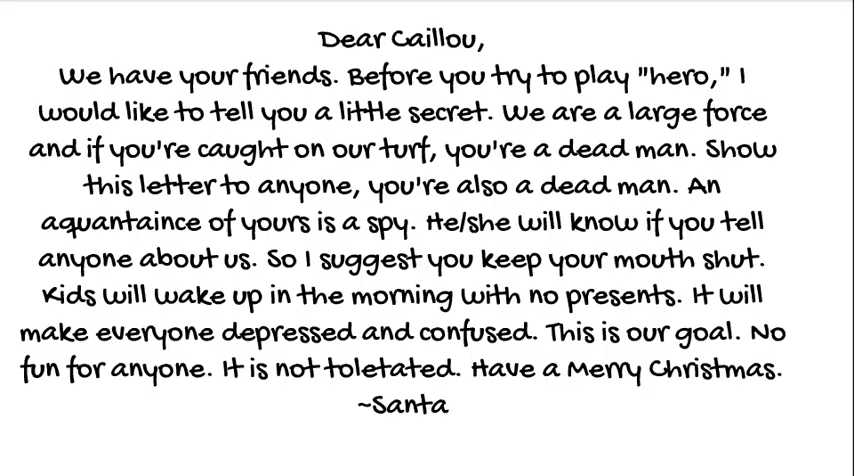 Dear Caillou,
We have your friends. Before you try to play "hero," I
would like to tell you a little secret. We are a large force
and if you're caught on our turf, you're a dead man. Show
this letter to anyone, you're also a dead man. An
aquantaince of yours is a spy. He/she will know if you tell
anyone about us. So I suggest you keep your mouth shut.
Kids will wake up in the morning with no presents. It will
make everyone depressed and confused. This is our goal. No
fun for anyone. It is not toletated. Have a Merry Christmas.
~Santa